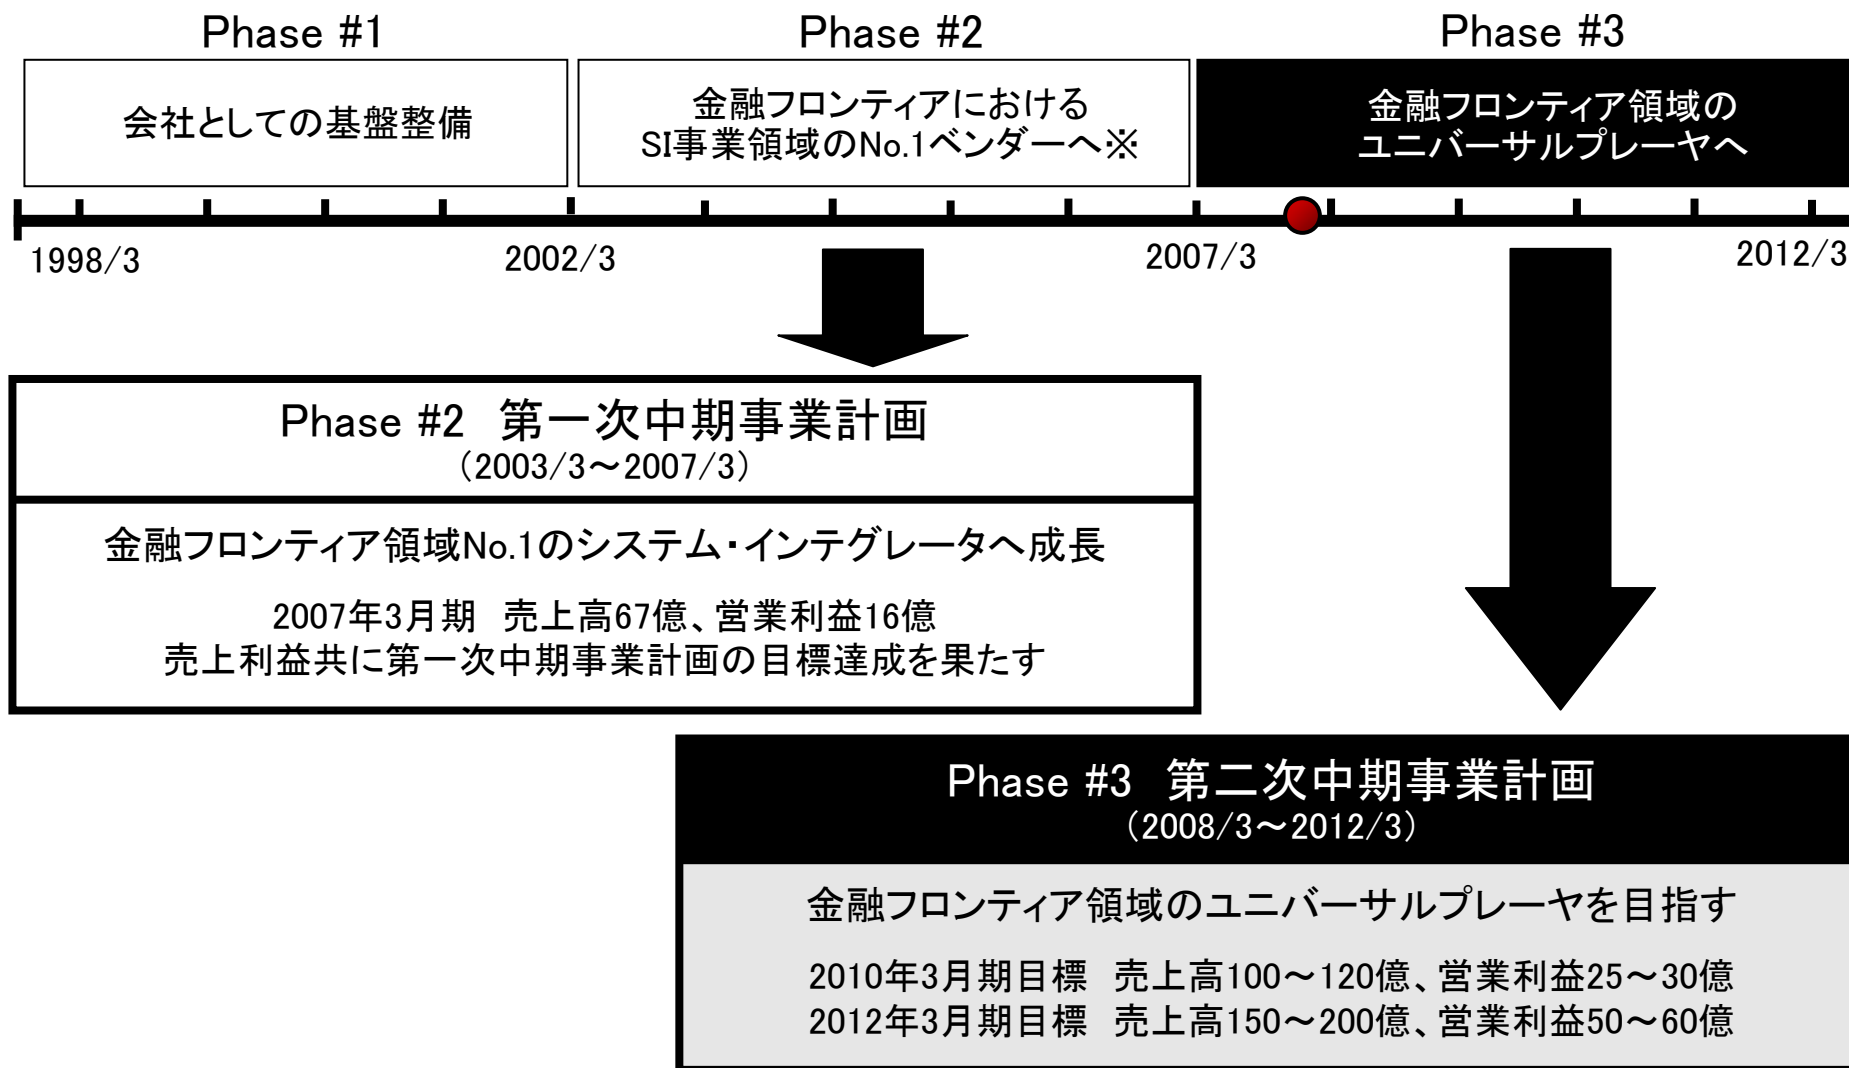 Phase #1
Phase #2
Phase #3
会社としての基盤整備
金融フロンティアにおける
SI事業領域のNo.1ベンダーへ※
金融フロンティア領域の
ユニバーサルプレーヤへ
1998/3
2002/3
2007/3
2012/3
Phase #2 第一次中期事業計画
(2003/3～2007/3)
金融フロンティア領域No.1のシステム・インテグレータへ成長
2007年3月期 売上高67億、営業利益16億
売上利益共に第一次中期事業計画の目標達成を果たす
Phase #3 第二次中期事業計画
(2008/3～2012/3)
金融フロンティア領域のユニバーサルプレーヤを目指す
2010年3月期目標 売上高100～120億、営業利益25～30億
2012年3月期目標 売上高150～200億、営業利益50～60億